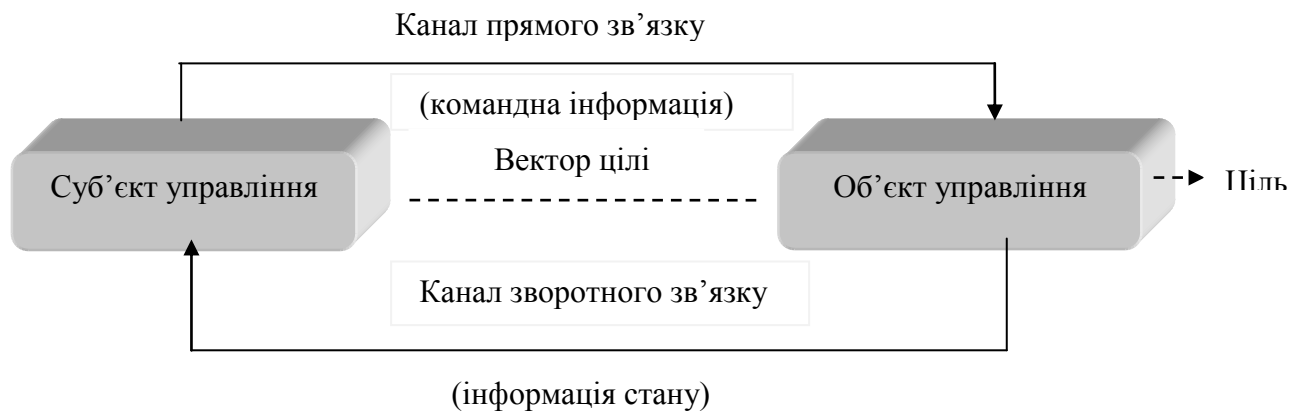 Канал прямого зв’язку
(командна інформація)
Вектор цілі
Суб’єкт управління
Об’єкт управління
Ціль
Канал зворотного зв’язку
(інформація стану)